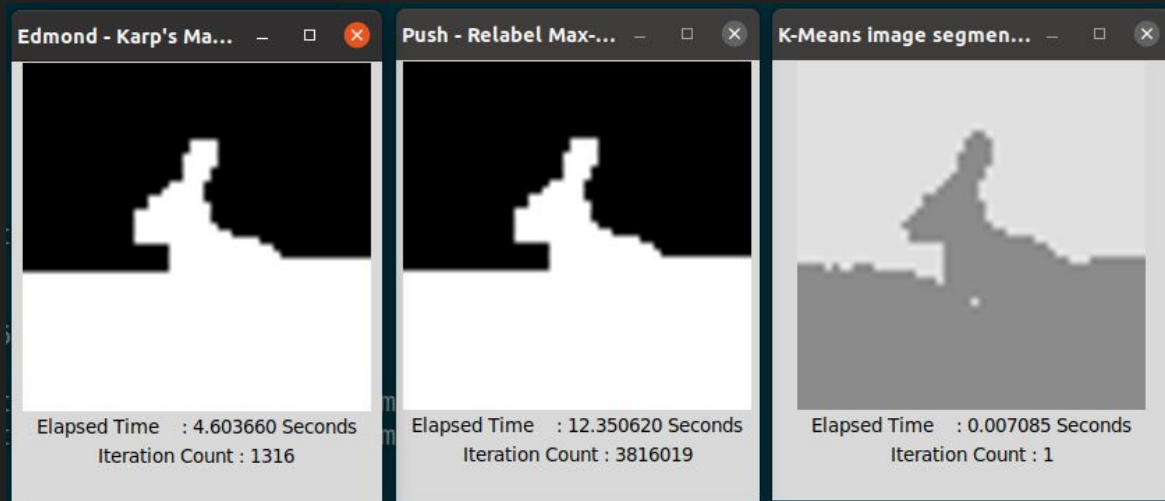 Edmond - Karp's Ma...
Elapsed Time : 4.603660 Seconds
Iteration Count : 1316
Push - Relabel Max-...
Elapsed Time : 12.350620 Seconds
Iteration Count : 3816019
K-Means image segmen...
Elapsed Time : 0.007085 Seconds
Iteration Count : 1